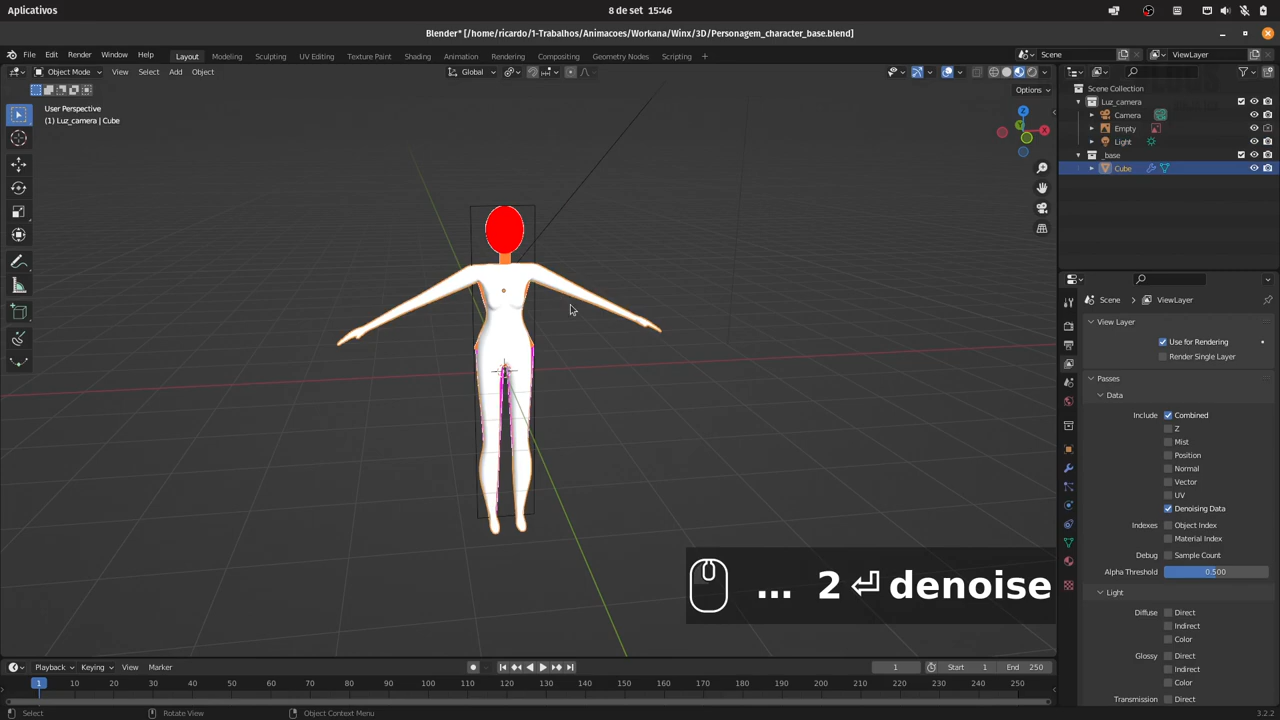 Aplicativos
8 de set 15:46
Blender* [/home/ricardo/1-Trabalhos/Animacoes/Workana/Winx/3D/Personagem_character_base.blend]
File Edit Render Window Help Layout Modeling Sculpting UV Editing Texture Paint Shading Animation Rendering Compositing Geometry Nodes Scripting Scene ViewLayer
Object Mode View Select Add Object Global
Options
User Perspective
(1) Luz_camera | Cube
Z
Y
X
Scene Collection
Luz_camera
Camera
Empty
Light
_base
Cube
Scene ViewLayer
View Layer
Use for Rendering
Render Single Layer
Passes
Data
Include Combined
Z
Mist
Position
Normal
Vector
UV
Denoising Data
Indexes Object Index
Material Index
Debug Sample Count
Alpha Threshold 0.500
Light
Diffuse Direct
Indirect
Color
Glossy Direct
Indirect
Color
Transmission Direct
... 2 ⏎ denoise
Playback Keying View Marker 1 Start 1 End 250
1 10 20 30 40 50 60 70 80 90 100 110 120 130 140 150 160 170 180 190 200 210 220 230 240 250
Select Rotate View Object Context Menu 3.2.2